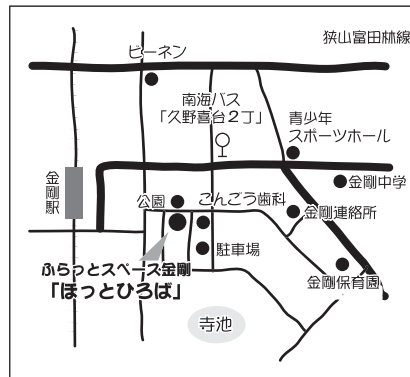 狭山富田林線
ビーネン
南海バス
「久野喜台2丁」
青少年
スポーツホール
金剛駅
公園
こんごう歯科
金剛中学
金剛連絡所
駐車場
ふらっとスペース金剛
「ほっとひろば」
金剛保育園
寺池